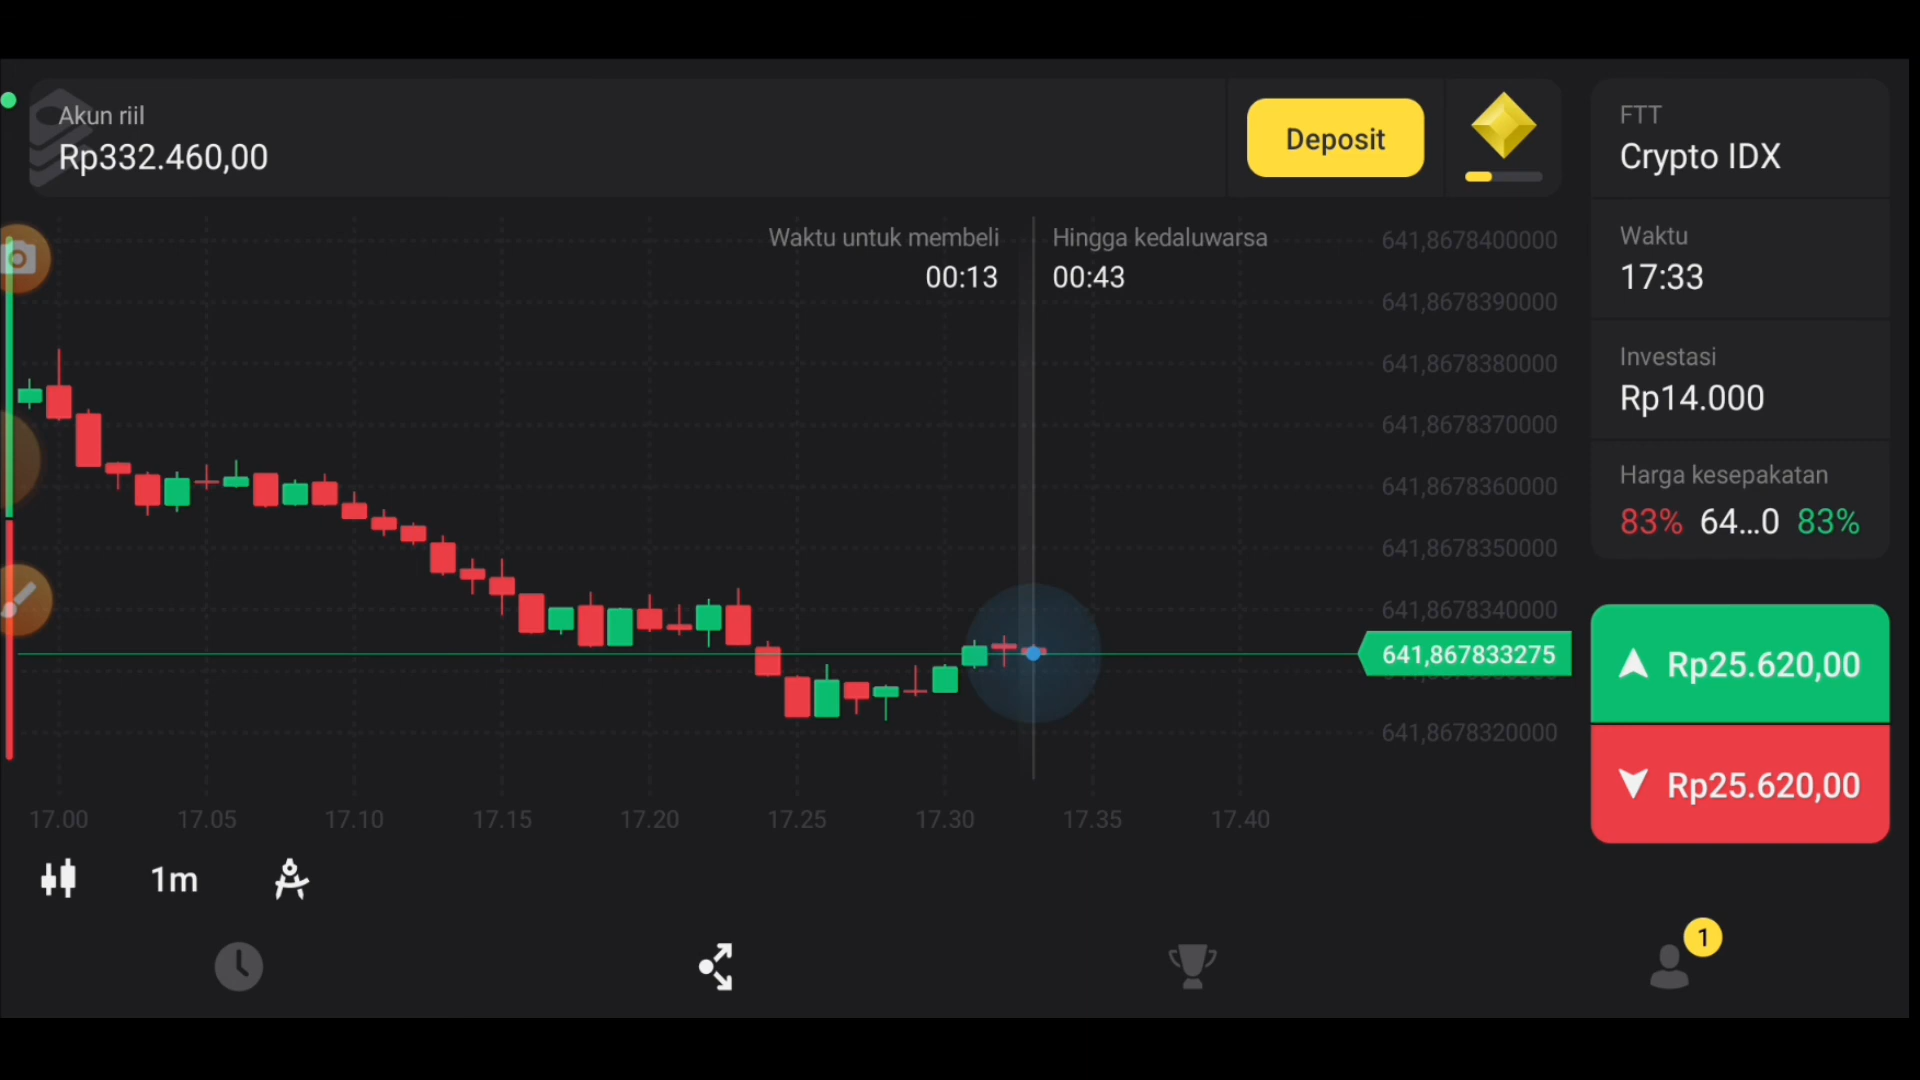 Akun riil
Rp332.460,00
Deposit
FTT
Crypto IDX
Waktu untuk membeli
00:13
Hingga kedaluwarsa
00:43
Waktu
17:33
Investasi
Rp14.000
Harga kesepakatan
83% 64...0 83%
641,8678400000
641,8678390000
641,8678380000
641,8678370000
641,8678360000
641,8678350000
641,8678340000
641,867833275
641,8678320000
Rp25.620,00
Rp25.620,00
17.00 17.05 17.10 17.15 17.20 17.25 17.30 17.35 17.40
1m
1